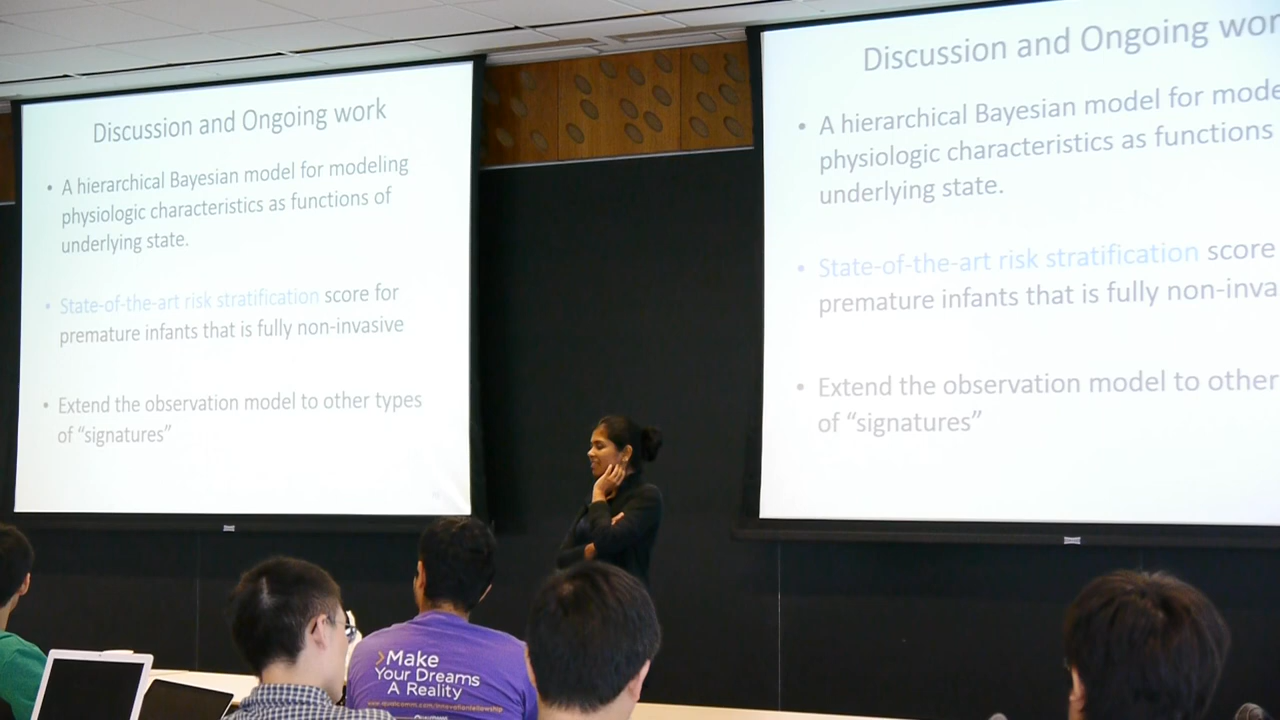 Discussion and Ongoing work
• A hierarchical Bayesian model for modeling
physiologic characteristics as functions of
underlying state.
• State-of-the-art risk stratification score for
premature infants that is fully non-invasive
• Extend the observation model to other types
of “signatures”
Discussion and Ongoing wor
• A hierarchical Bayesian model for mode
physiologic characteristics as functions
underlying state.
• State-of-the-art risk stratification score
premature infants that is fully non-inva
• Extend the observation model to other
of “signatures”
>Make
Your Dreams
A Reality
www.qualcomm.com/innovationfellowship